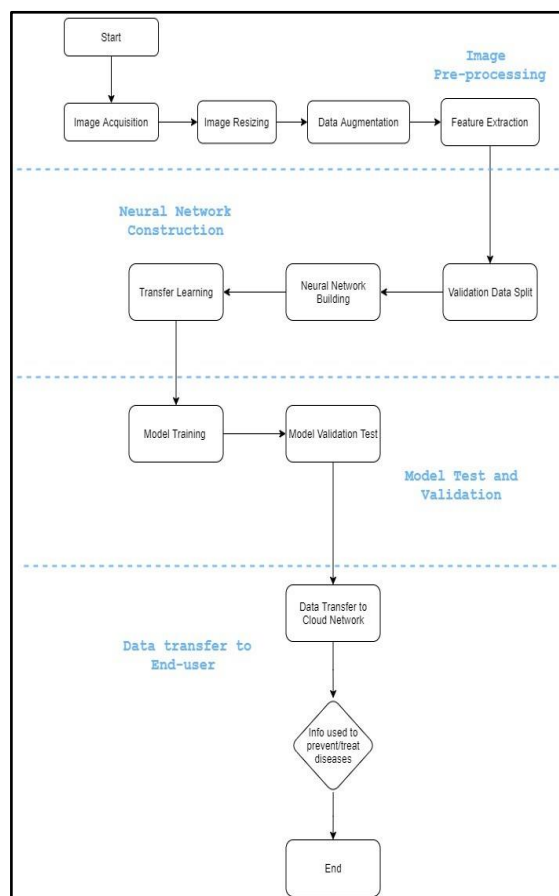 Start
Image
Pre-processing
Image Acquisition
Image Resizing
Data Augmentation
Feature Extraction
Neural Network
Construction
Transfer Learning
Neural Network
Building
Validation Data Split
Model Training
Model Validation Test
Model Test and
Validation
Data Transfer to
Cloud Network
Data transfer to
End-user
Info used to
prevent/treat
diseases
End